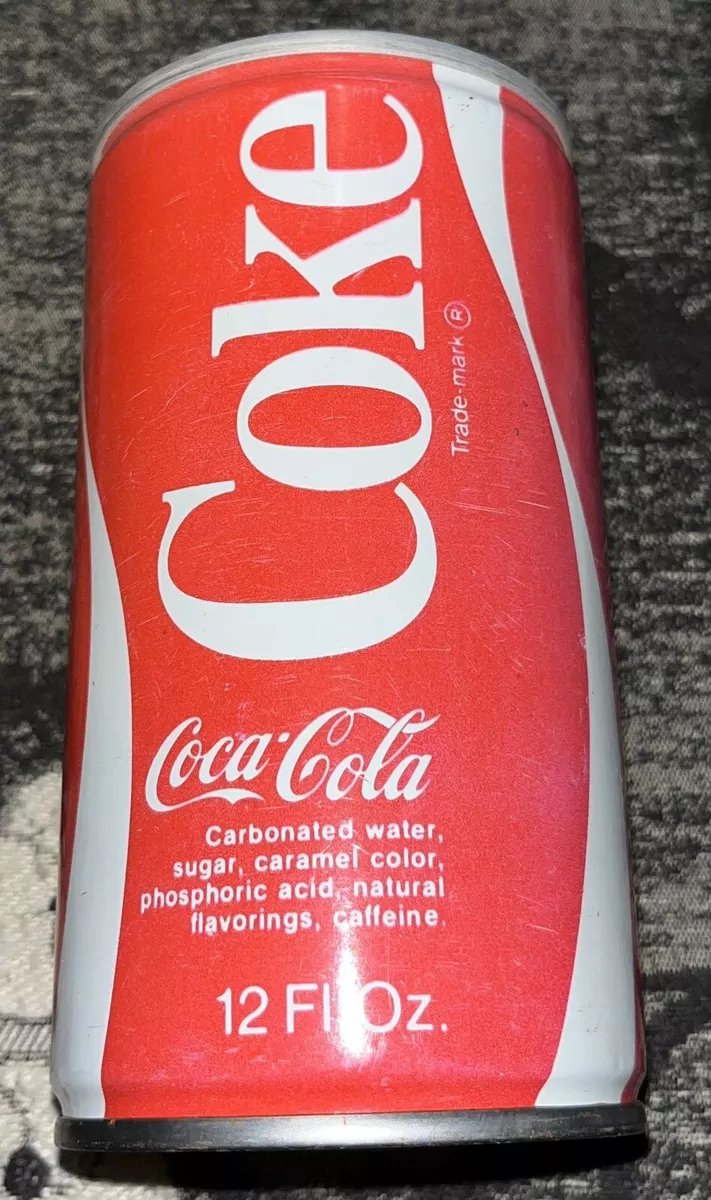 Coke
Trade-mark ®
Coca-Cola
Carbonated water,
sugar, caramel color,
phosphoric acid, natural
flavorings, caffeine.
12 Fl. Oz.